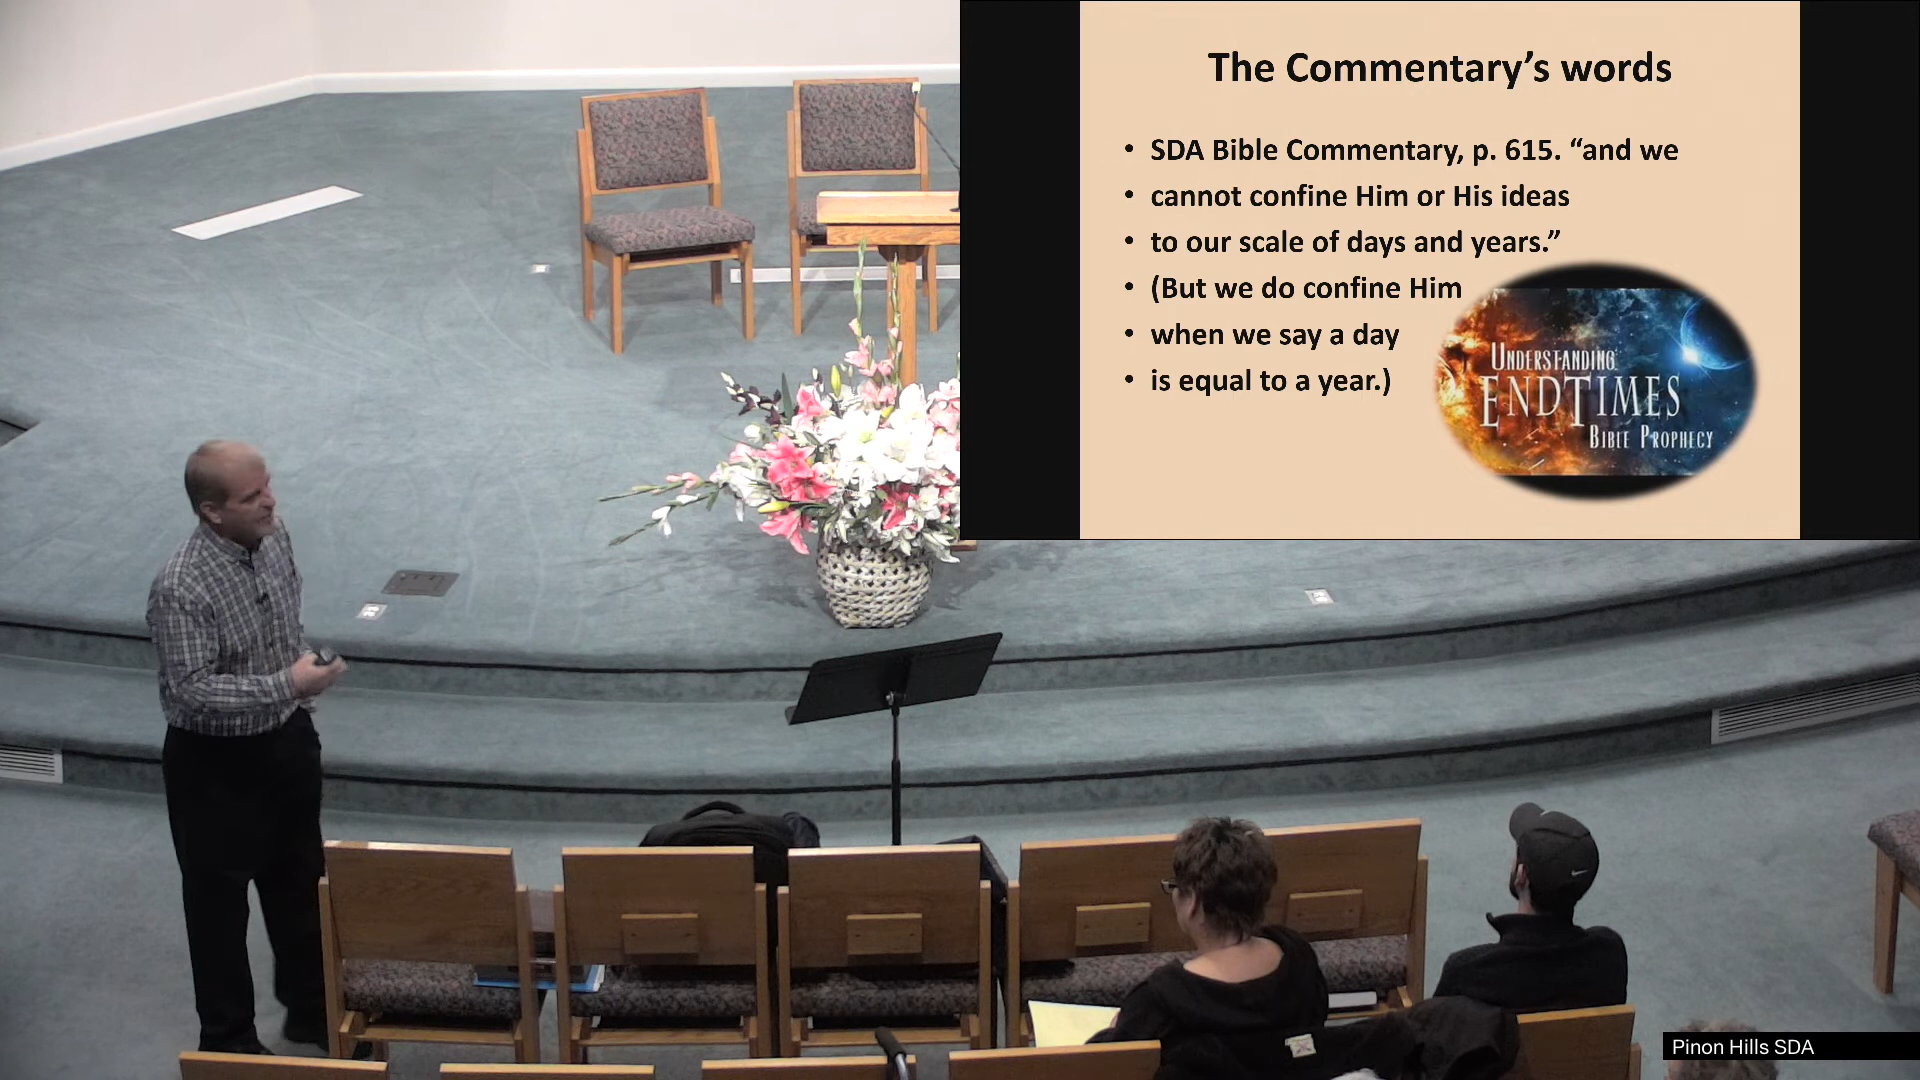 The Commentary’s words
• SDA Bible Commentary, p. 615. “and we
• cannot confine Him or His ideas
• to our scale of days and years.”
• (But we do confine Him
• when we say a day
• is equal to a year.)
UNDERSTANDING
ENDTIMES
BIBLE PROPHECY
Pinon Hills SDA